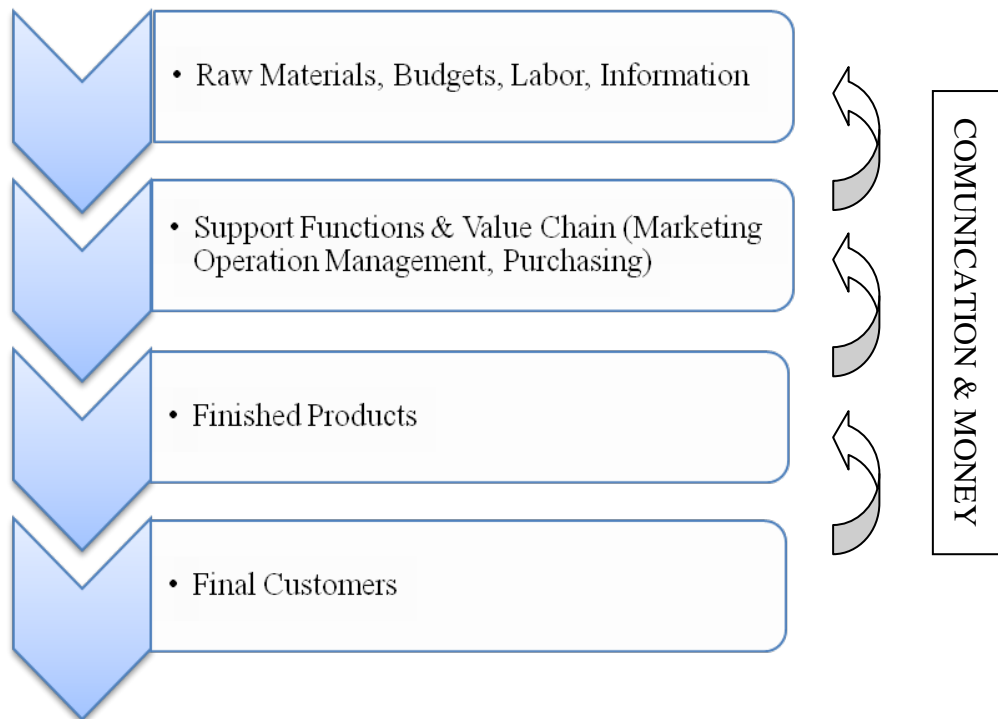 • Raw Materials, Budgets, Labor, Information
• Support Functions & Value Chain (Marketing
Operation Management, Purchasing)
• Finished Products
• Final Customers
COMUNICATION & MONEY